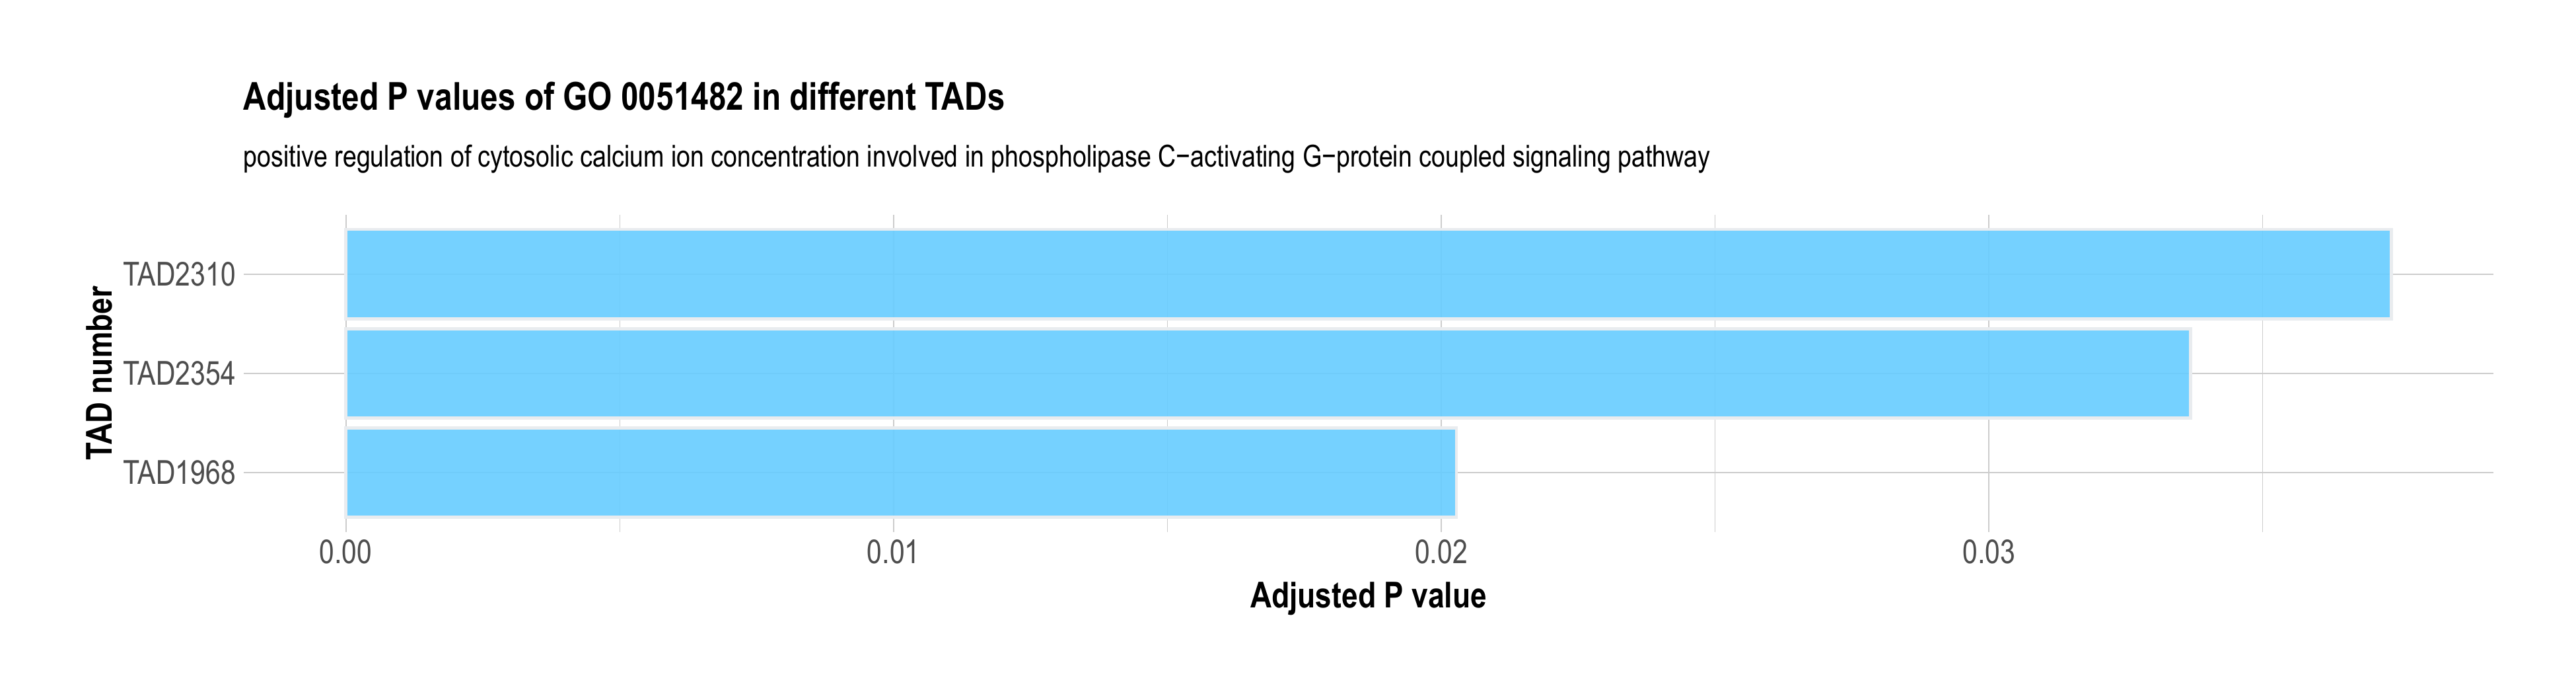 Adjusted P values of GO 0051482 in different TADs
positive regulation of cytosolic calcium ion concentration involved in phospholipase C−activating G−protein coupled signaling pathway
TAD number
TAD2310
TAD2354
TAD1968
0.00 0.01 0.02 0.03
Adjusted P value